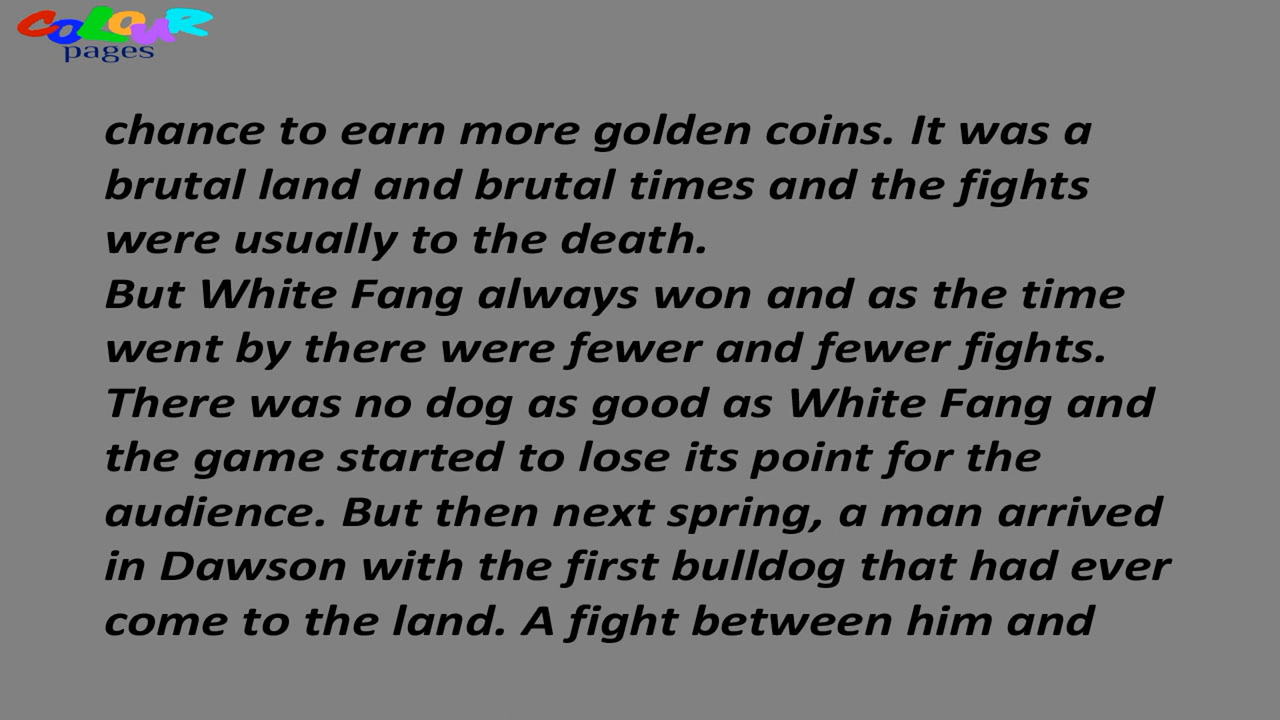 COLOUR
pages
chance to earn more golden coins. It was a
brutal land and brutal times and the fights
were usually to the death.
But White Fang always won and as the time
went by there were fewer and fewer fights.
There was no dog as good as White Fang and
the game started to lose its point for the
audience. But then next spring, a man arrived
in Dawson with the first bulldog that had ever
come to the land. A fight between him and